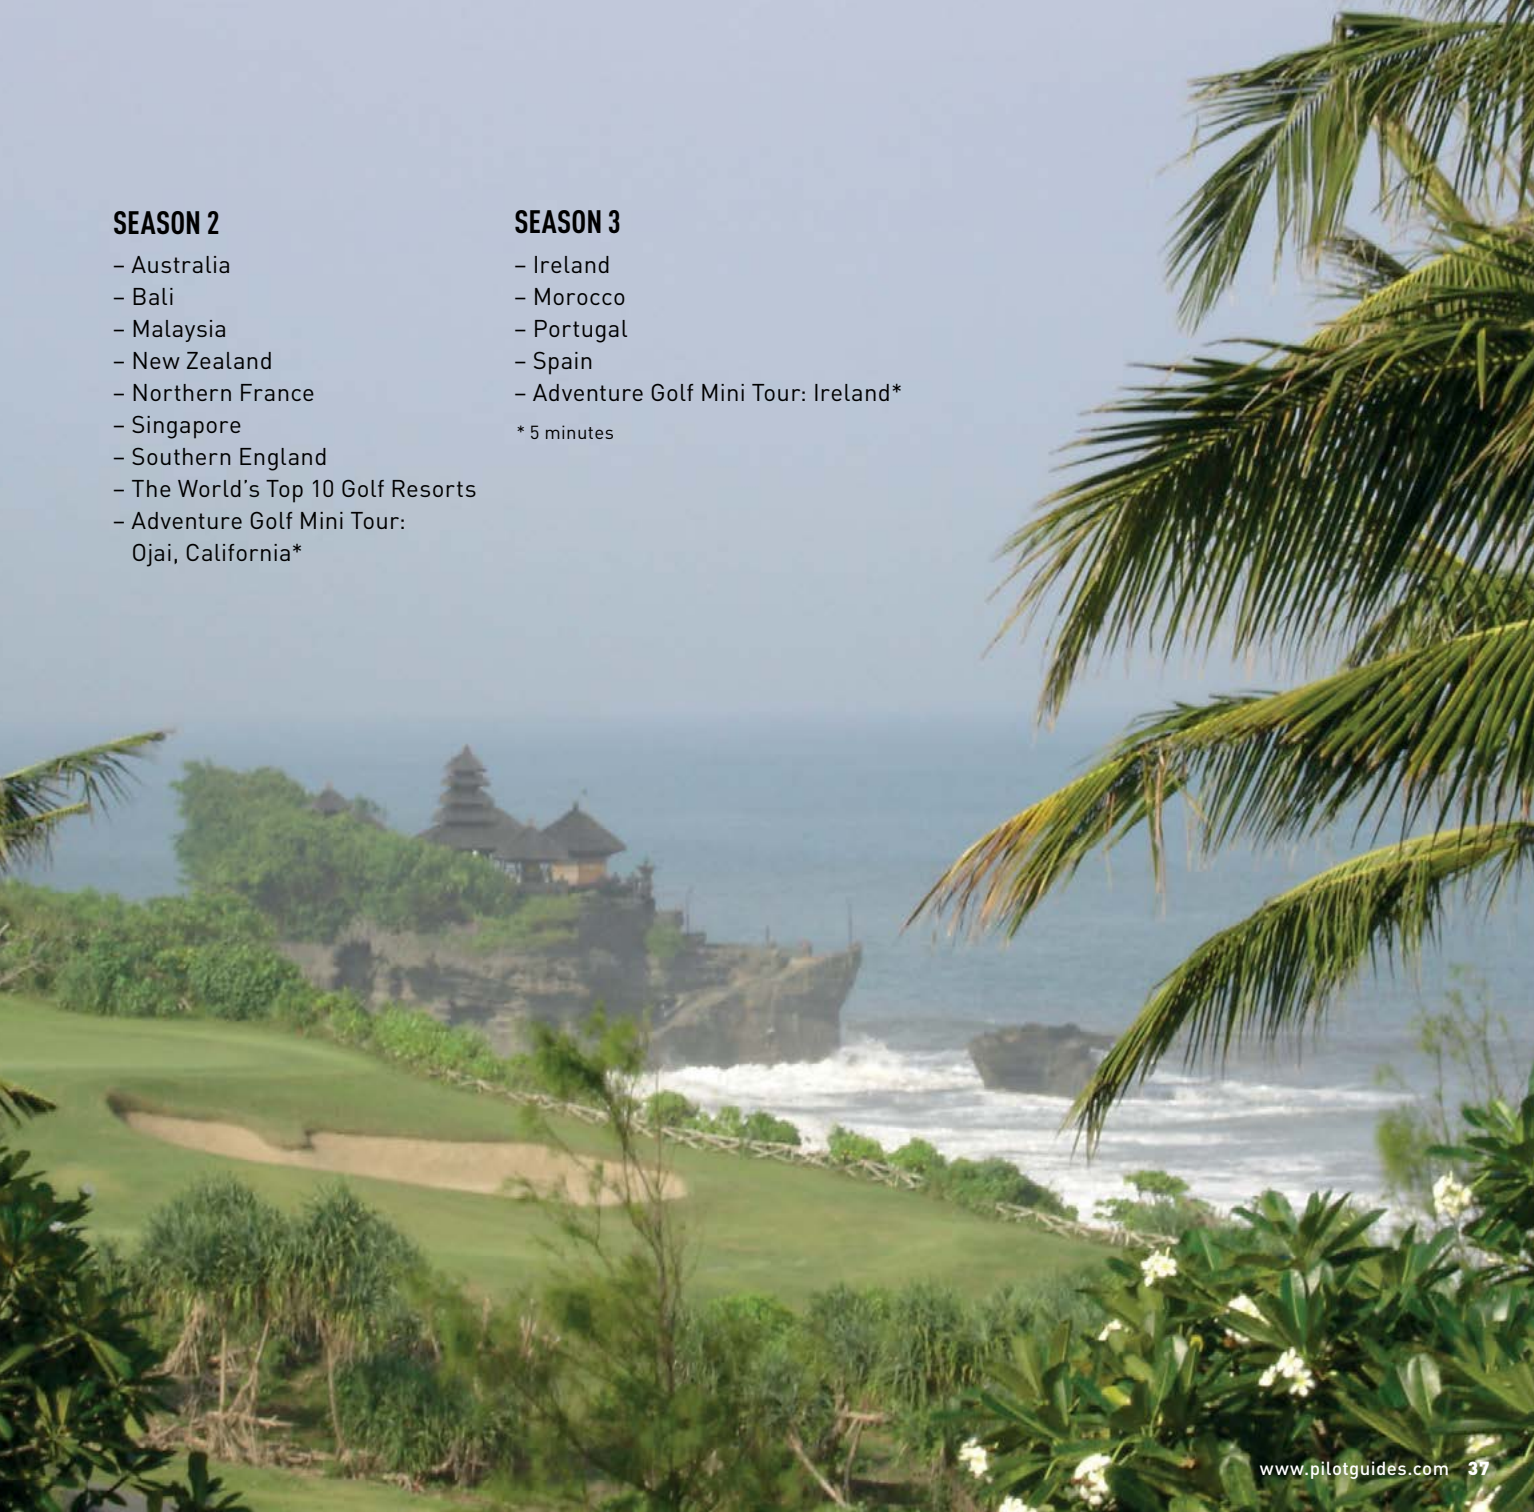 SEASON 2
– Australia
– Bali
– Malaysia
– New Zealand
– Northern France
– Singapore
– Southern England
– The World’s Top 10 Golf Resorts
– Adventure Golf Mini Tour:
Ojai, California*
SEASON 3
– Ireland
– Morocco
– Portugal
– Spain
– Adventure Golf Mini Tour: Ireland*
* 5 minutes
www.pilotguides.com 37